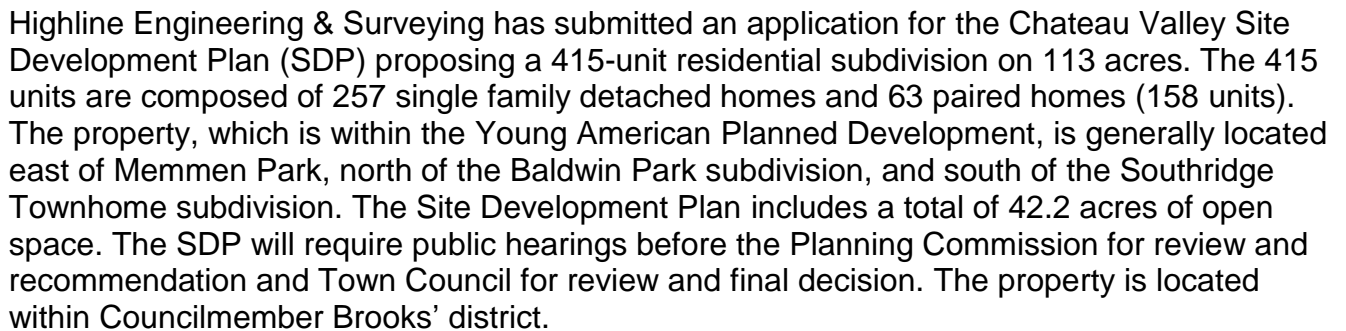 Highline Engineering & Surveying has submitted an application for the Chateau Valley Site
Development Plan (SDP) proposing a 415-unit residential subdivision on 113 acres. The 415
units are composed of 257 single family detached homes and 63 paired homes (158 units).
The property, which is within the Young American Planned Development, is generally located
east of Memmen Park, north of the Baldwin Park subdivision, and south of the Southridge
Townhome subdivision. The Site Development Plan includes a total of 42.2 acres of open
space. The SDP will require public hearings before the Planning Commission for review and
recommendation and Town Council for review and final decision. The property is located
within Councilmember Brooks’ district.